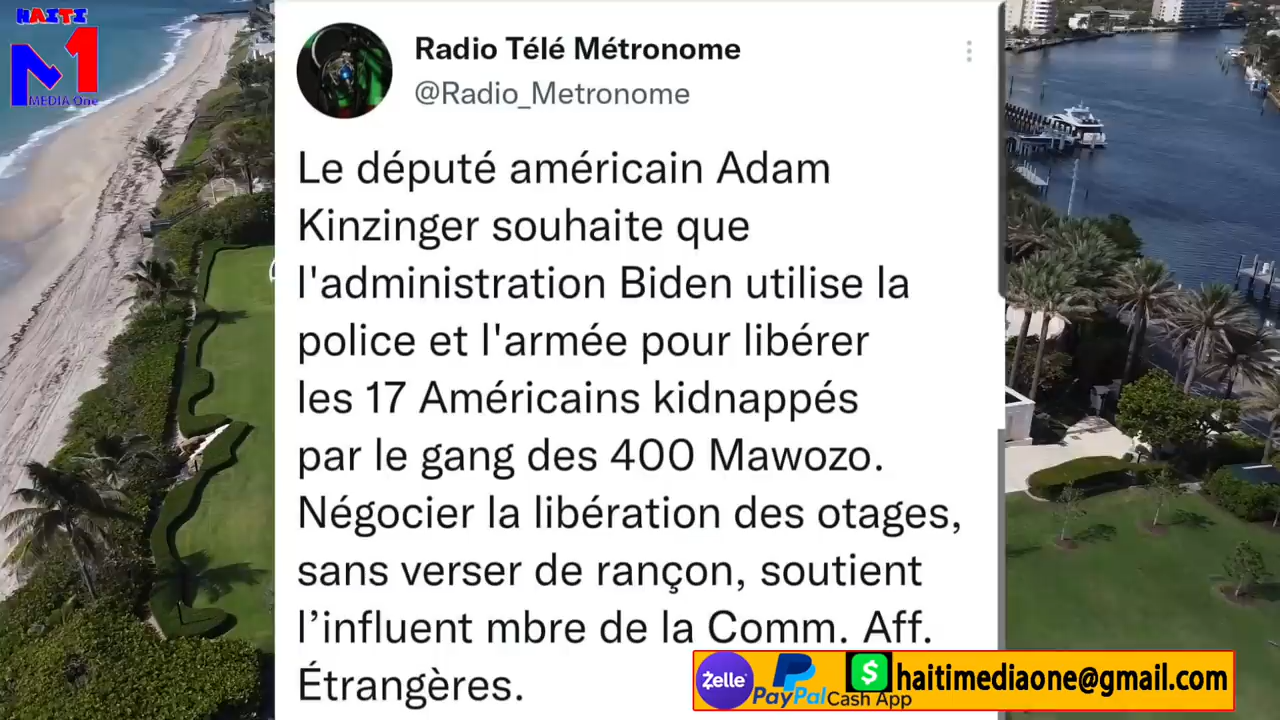 HAITI
M1
MEDIA One
Radio Télé Métronome
@Radio_Metronome
Le député américain Adam
Kinzinger souhaite que
l'administration Biden utilise la
police et l'armée pour libérer
les 17 Américains kidnappés
par le gang des 400 Mawozo.
Négocier la libération des otages,
sans verser de rançon, soutient
l’influent mbre de la Comm. Aff.
Étrangères.
Zelle
PayPal
$
Cash App
haitimediaone@gmail.com